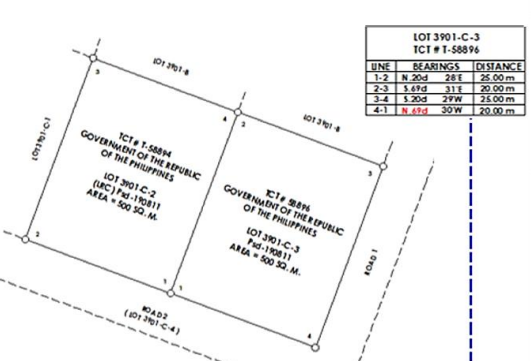 LOT 3901-C-3
TCT # T-58896
LINE BEARINGS DISTANCE
1-2 N.20d 28'E 25.00 m
2-3 S.69d 31'E 20.00 m
3-4 S.20d 29'W 25.00 m
4-1 N.69d 30'W 20.00 m
LOT 3901-B
LOT 3901-B
LOT 3901-C-1
3
4
2
3
TCT # T-58894
GOVERNMENT OF THE REPUBLIC
OF THE PHILIPPINES
LOT 3901-C-2
(LRC) Psd-190811
AREA = 500 SQ. M.
TCT # 58896
GOVERNMENT OF THE REPUBLIC
OF THE PHILIPPINES
LOT 3901-C-3
Psd-190811
AREA = 500 SQ. M.
ROAD 1
2
1
1
4
ROAD 2
( LOT 3901-C-4 )